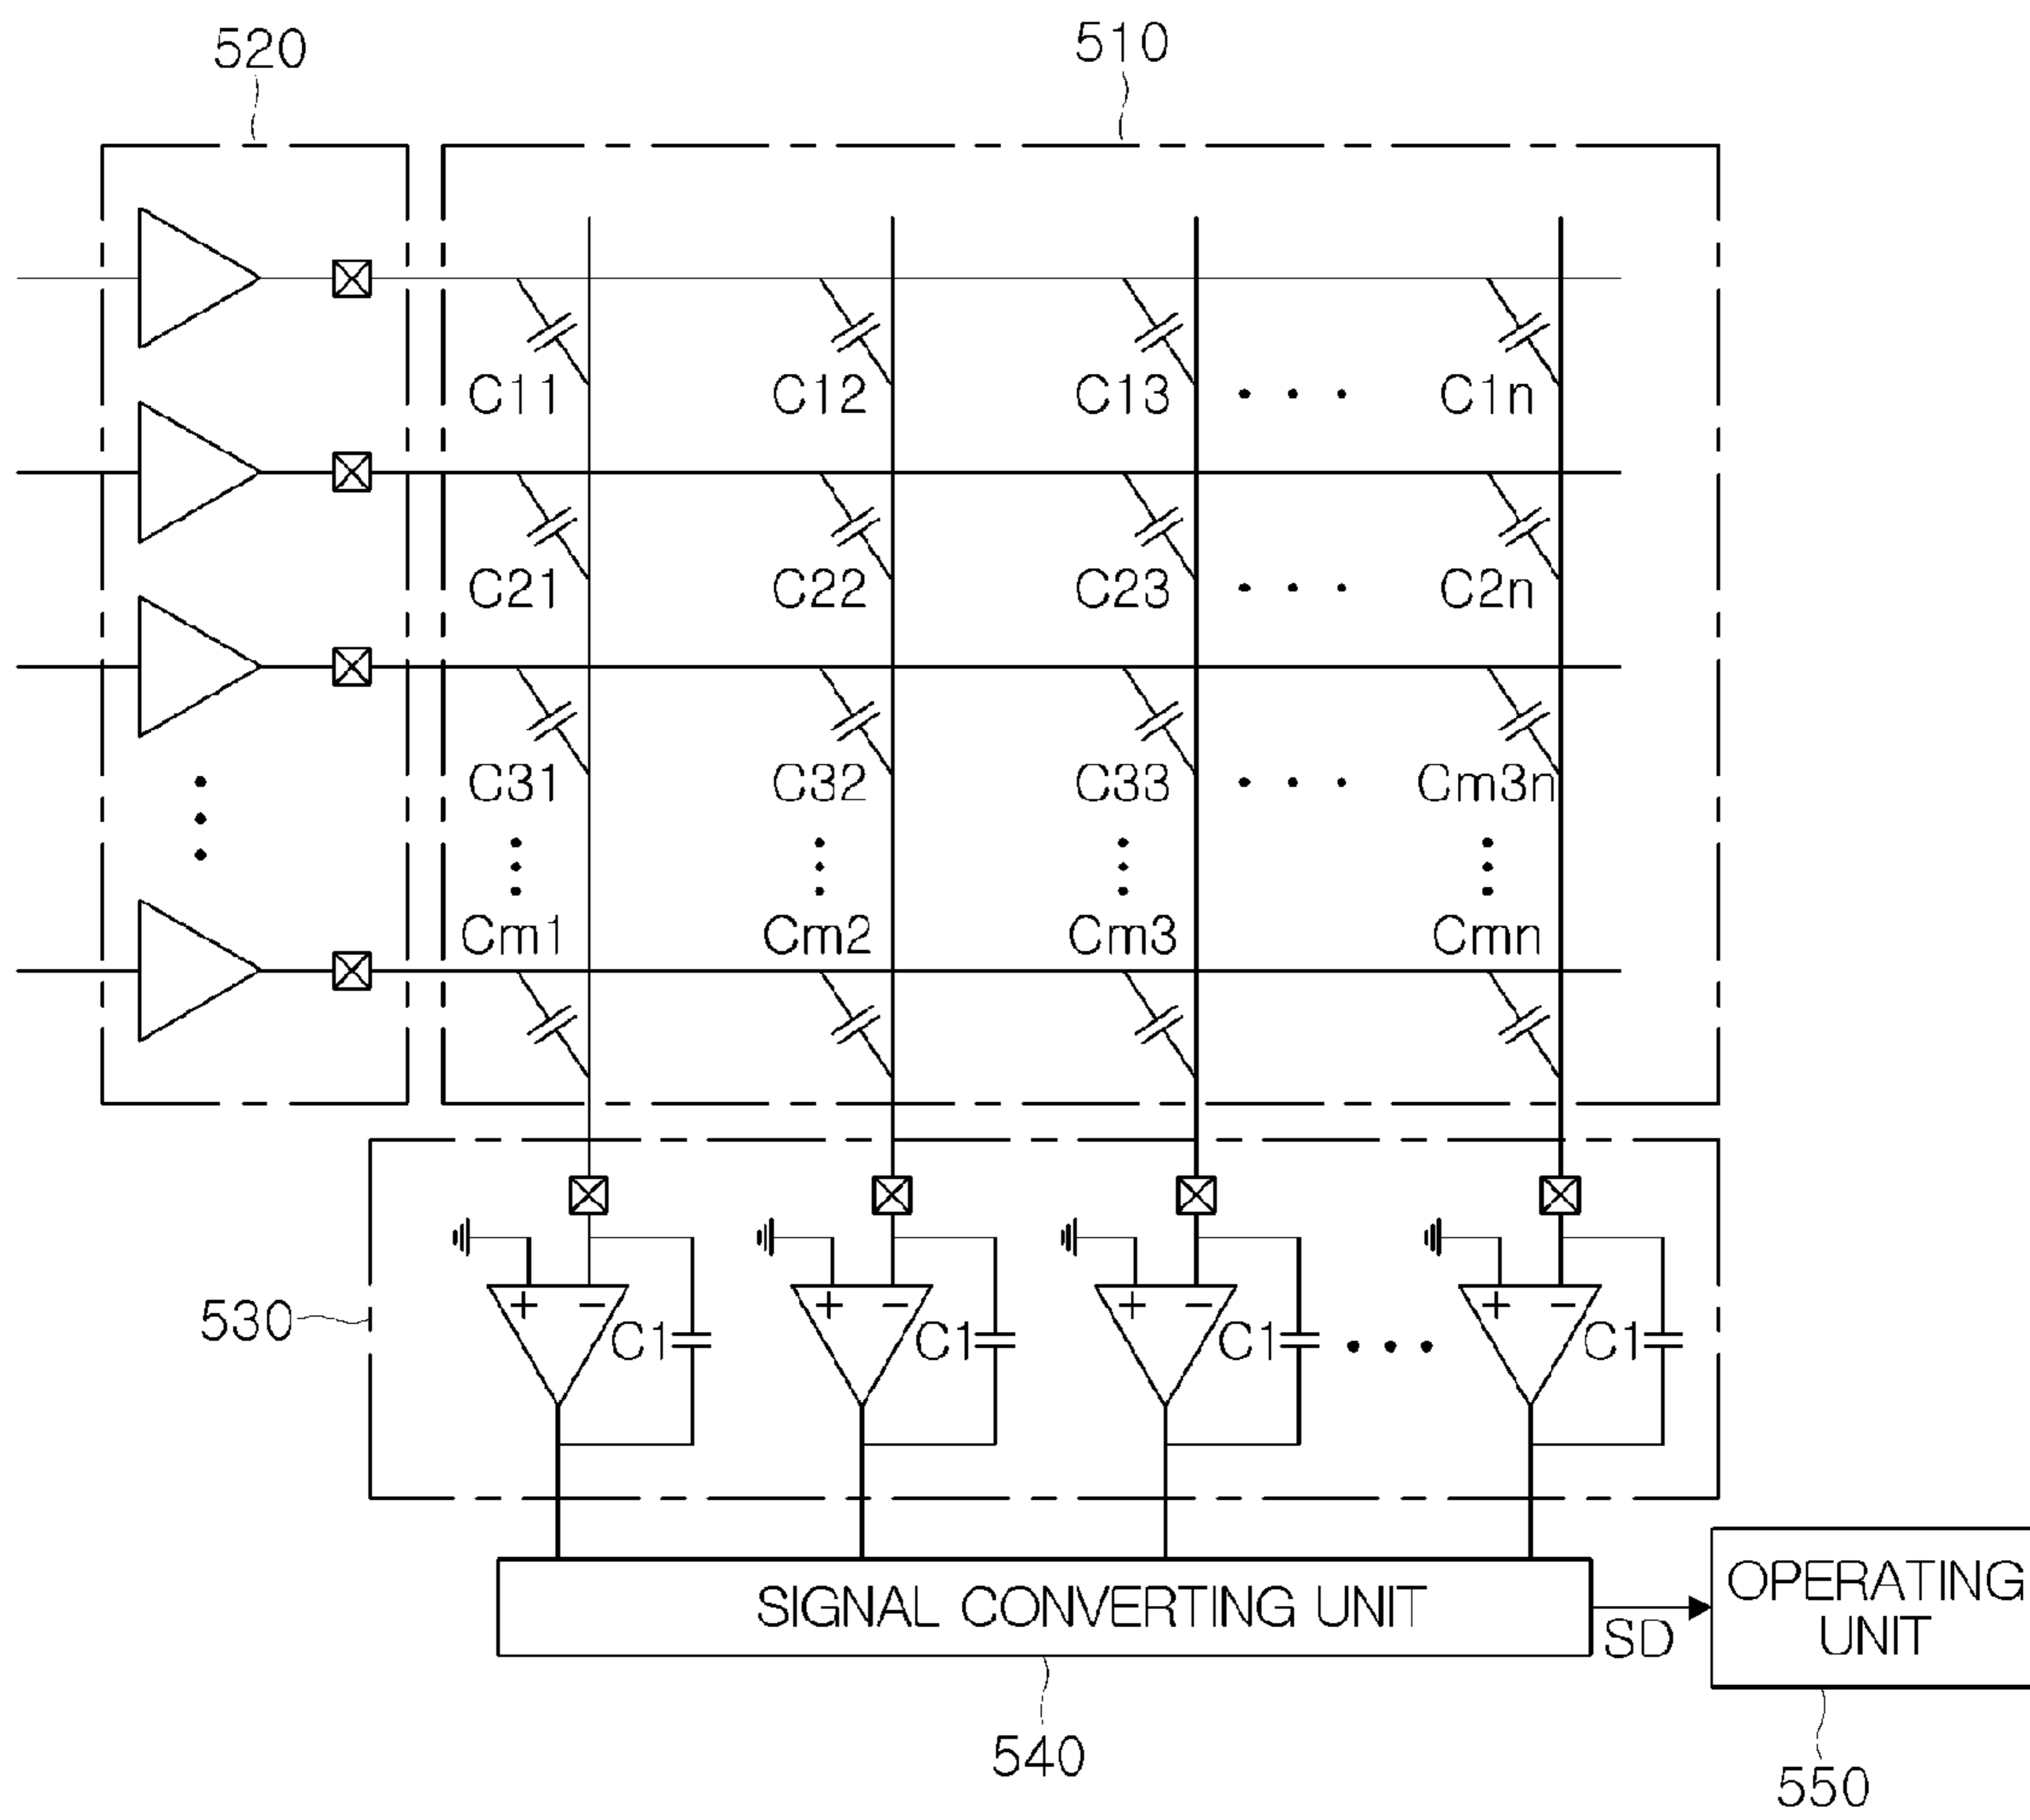 520 510
C11 C12 C13 . . . C1n
C21 C22 C23 . . . C2n
C31 C32 C33 . . . Cm3n
Cm1 Cm2 Cm3 Cmn
+ − + − + − + −
530 C1 C1 C1 . . . C1
SIGNAL CONVERTING UNIT
SD
OPERATING
UNIT
540
550